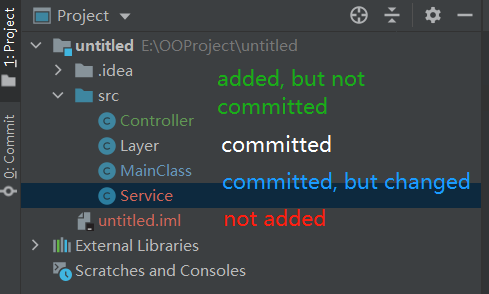 Project
1: Project
untitled E:\OOProject\untitled
.idea
added, but not
src
committed
Controller
Layer
committed
0: Commit
MainClass
committed, but changed
Service
untitled.iml
not added
External Libraries
Scratches and Consoles